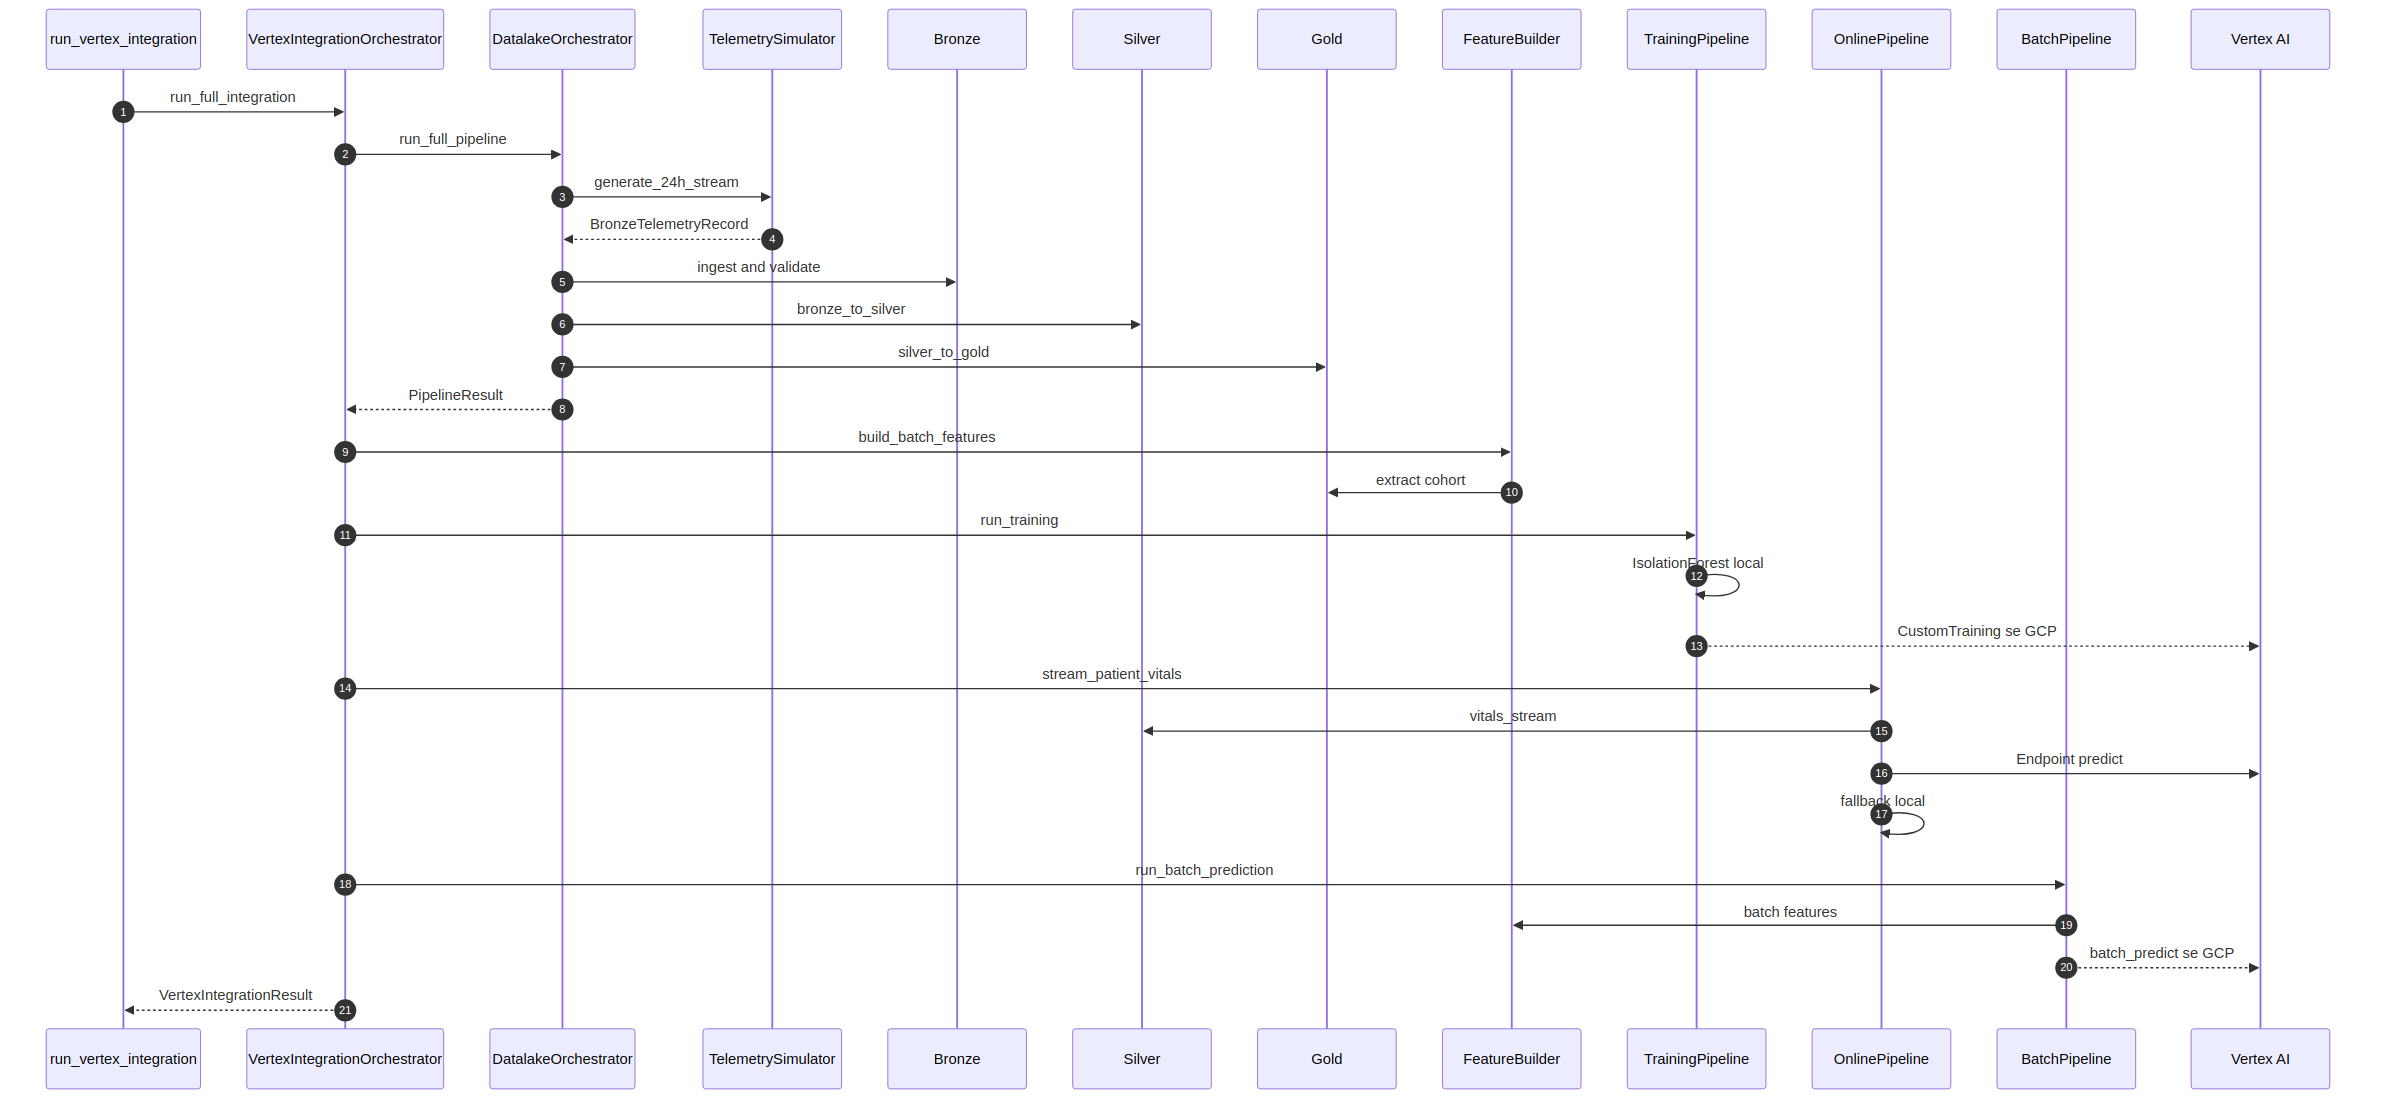 run_vertex_integration
VertexIntegrationOrchestrator
DatalakeOrchestrator
TelemetrySimulator
Bronze
Silver
Gold
FeatureBuilder
TrainingPipeline
OnlinePipeline
BatchPipeline
Vertex AI
1
run_full_integration
2
run_full_pipeline
3
generate_24h_stream
4
BronzeTelemetryRecord
5
ingest and validate
6
bronze_to_silver
7
silver_to_gold
8
PipelineResult
9
build_batch_features
10
extract cohort
11
run_training
12
IsolationForest local
13
CustomTraining se GCP
14
stream_patient_vitals
15
vitals_stream
16
Endpoint predict
17
fallback local
18
run_batch_prediction
19
batch features
20
batch_predict se GCP
21
VertexIntegrationResult
run_vertex_integration
VertexIntegrationOrchestrator
DatalakeOrchestrator
TelemetrySimulator
Bronze
Silver
Gold
FeatureBuilder
TrainingPipeline
OnlinePipeline
BatchPipeline
Vertex AI